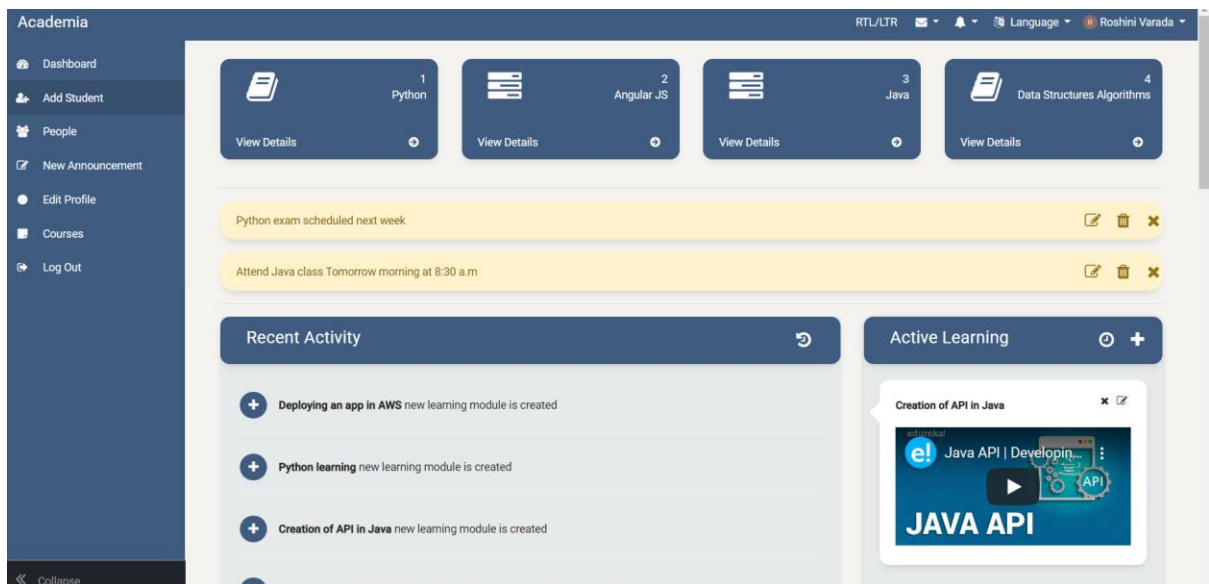 Academia
RTL/LTR Language Roshini Varada
Dashboard
Add Student
People
New Announcement
Edit Profile
Courses
Log Out
Collapse
1
Python
View Details
2
Angular JS
View Details
3
Java
View Details
4
Data Structures Algorithms
View Details
Python exam scheduled next week
Attend Java class Tomorrow morning at 8:30 a.m
Recent Activity
Deploying an app in AWS new learning module is created
Python learning new learning module is created
Creation of API in Java new learning module is created
Active Learning
Creation of API in Java
edureka!
e! Java API | Developin...
API
JAVA API